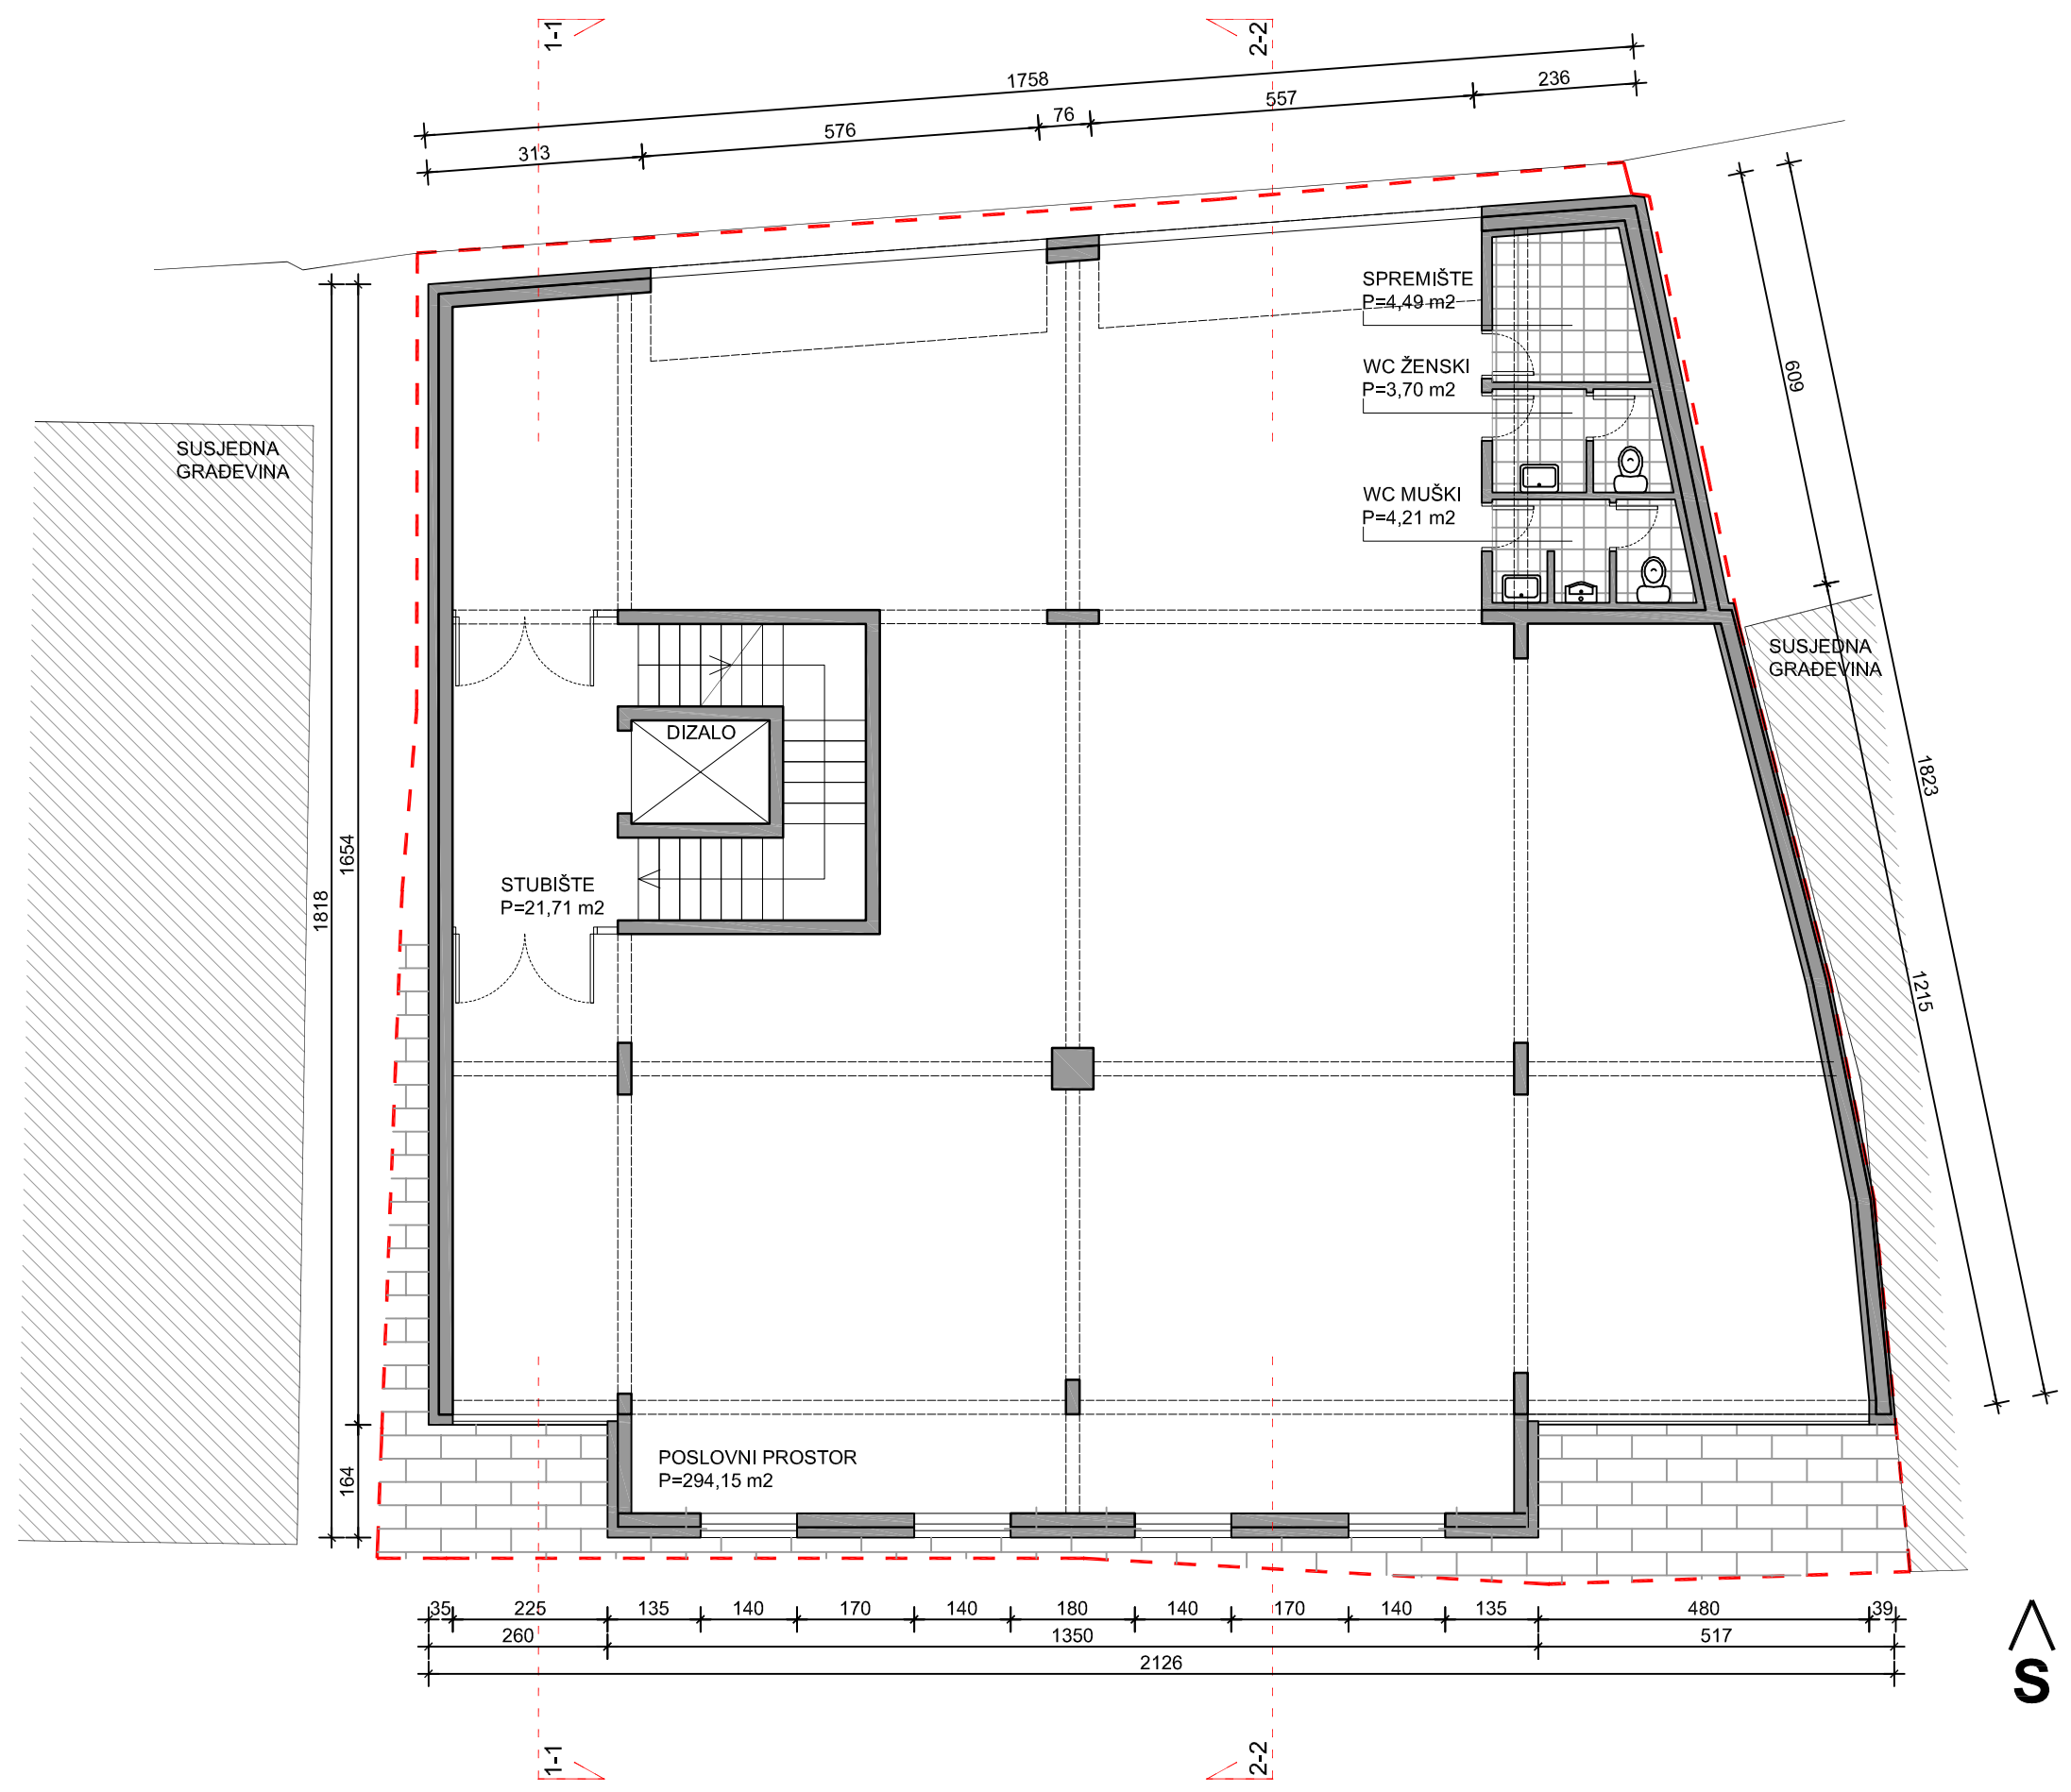 1-1
2-2
1758
236
557
76
576
313
SPREMIŠTE
P=4,49 m2
WC ŽENSKI
P=3,70 m2
609
SUSJEDNA
GRAĐEVINA
WC MUŠKI
P=4,21 m2
SUSJEDNA
GRAĐEVINA
DIZALO
1823
1654
1818
STUBIŠTE
P=21,71 m2
1215
POSLOVNI PROSTOR
P=294,15 m2
164
35 225 135 140 170 140 180 140 170 140 135 480 39
260 1350 517
2126
S
1-1
2-2